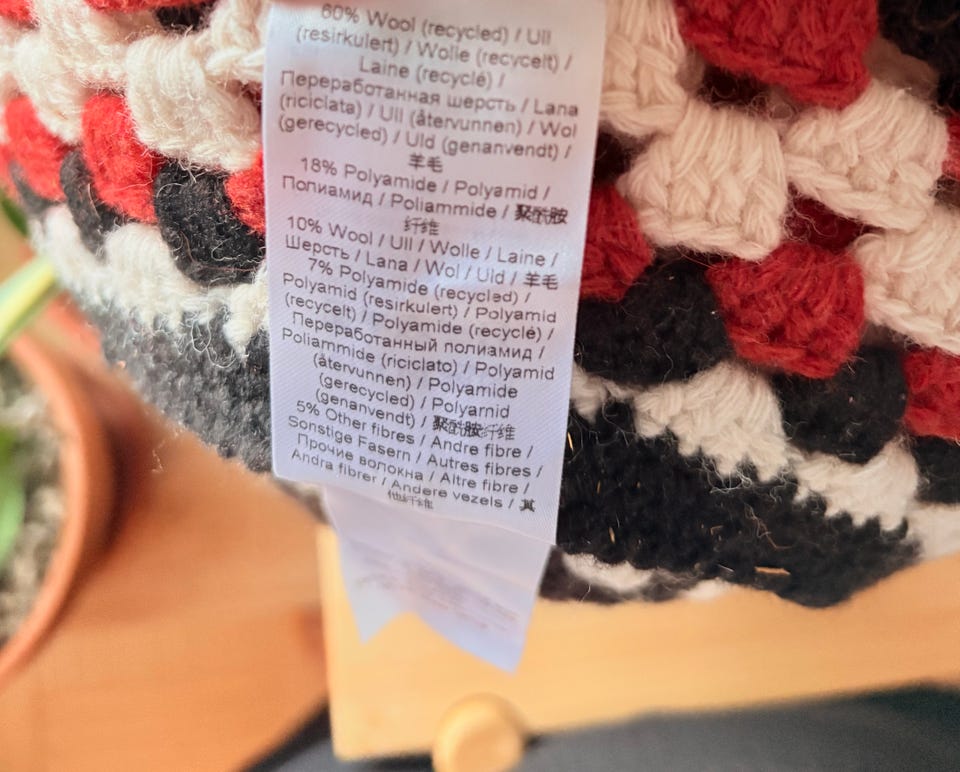 60% Wool (recycled) / Ull
(resirkulert) / Wolle (recycelt) /
Laine (recyclé) /
Переработанная шерсть / Lana
(riciclata) / Ull (återvunnen) / Wol
(gerecycled) / Uld (genanvendt) /
羊毛
18% Polyamide / Polyamid /
Полиамид / Poliammide / 聚酰胺
纤维
10% Wool / Ull / Wolle / Laine /
Шерсть / Lana / Wol / Uld / 羊毛
7% Polyamide (recycled) /
Polyamid (resirkulert) / Polyamid
(recycelt) / Polyamide (recyclé) /
Переработанный полиамид /
Poliammide (riciclato) / Polyamid
(återvunnen) / Polyamide
(gerecycled) / Polyamid
(genanvendt) / 聚酰胺纤维
5% Other fibres / Andre fibre /
Sonstige Fasern / Autres fibres /
Прочие волокна / Altre fibre /
Andra fibrer / Andere vezels / 其
他纤维